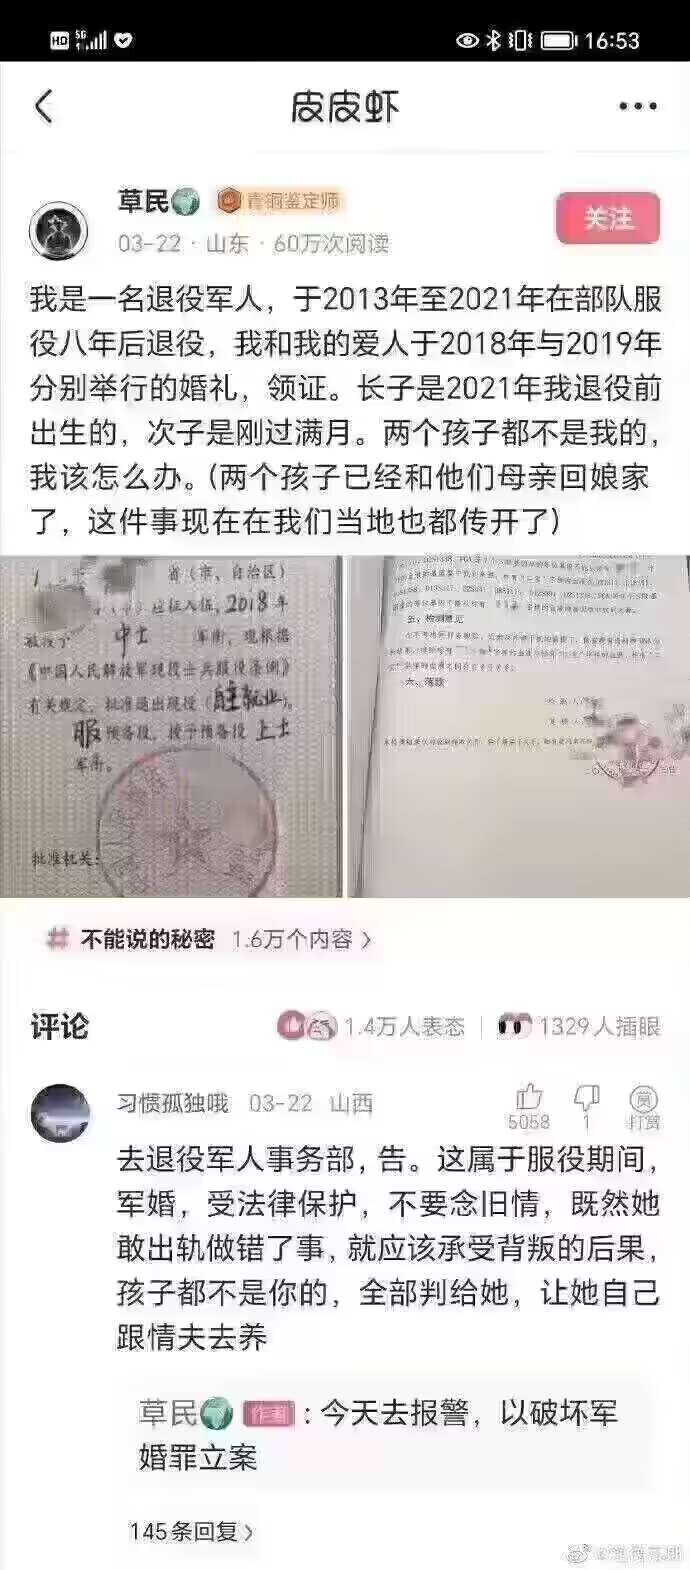 HD 5G 16:53
皮皮虾
草民 青铜鉴定师
关注
03-22 · 山东 · 60万次阅读
我是一名退役军人，于2013年至2021年在部队服
役八年后退役，我和我的爱人于2018年与2019年
分别举行的婚礼，领证。长子是2021年我退役前
出生的，次子是刚过满月。两个孩子都不是我的，
我该怎么办。(两个孩子已经和他们母亲回娘家
了，这件事现在在我们当地也都传开了)
省(市、自治区)
应征入伍，2018年
被授予 中士 军衔，现根据
《中国人民解放军现役士兵服役条例》
有关规定，批准退出现役(自主就业)，
服预备役，授予预备役 上士
军衔。
批准机关：
五、检测意见
六、落款
# 不能说的秘密 1.6万个内容
评论 1.4万人表态 1329人插眼
习惯孤独哦 03-22 山西
5058 1 打赏
去退役军人事务部，告。这属于服役期间，
军婚，受法律保护，不要念旧情，既然她
敢出轨做错了事，就应该承受背叛的后果，
孩子都不是你的，全部判给她，让她自己
跟情夫去养
草民 作者：今天去报警，以破坏军
婚罪立案
145条回复